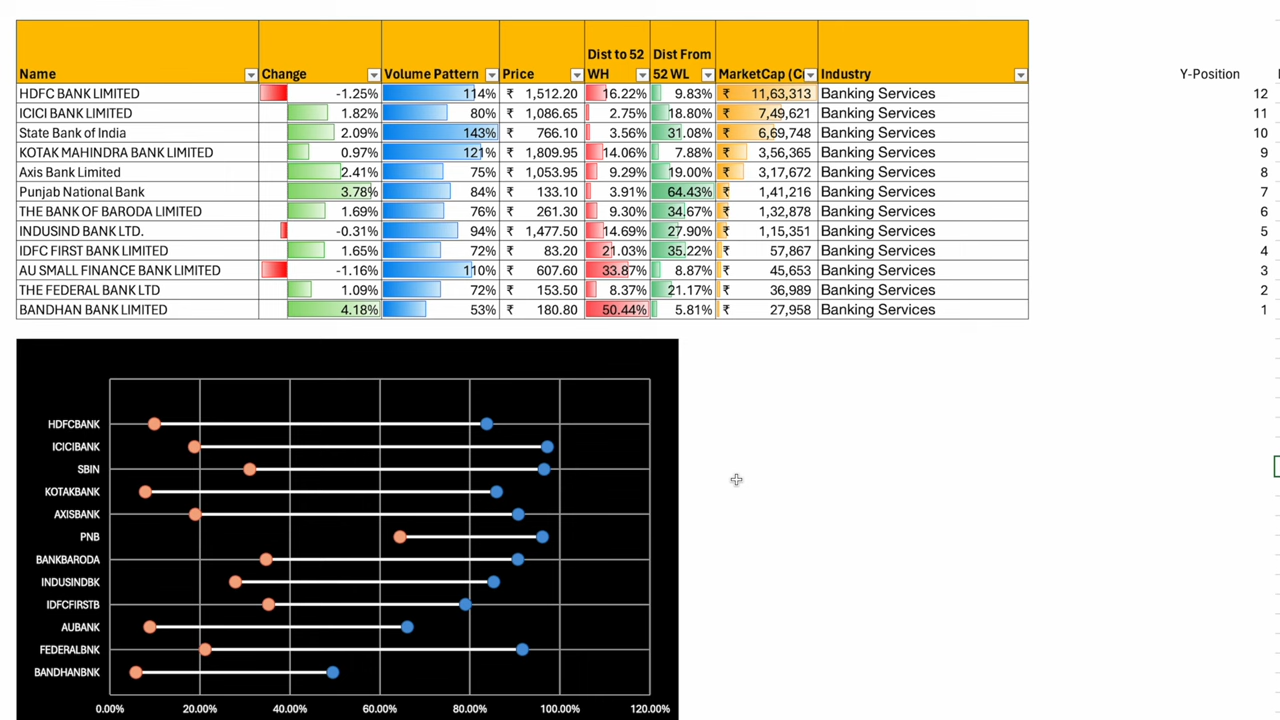 Dist to 52 Dist From
Name Change Volume Pattern Price WH 52 WL MarketCap (C Industry Y-Position
HDFC BANK LIMITED -1.25% 114% ₹ 1,512.20 16.22% 9.83% ₹ 11,63,313 Banking Services 12
ICICI BANK LIMITED 1.82% 80% ₹ 1,086.65 2.75% 18.80% ₹ 7,49,621 Banking Services 11
State Bank of India 2.09% 143% ₹ 766.10 3.56% 31.08% ₹ 6,69,748 Banking Services 10
KOTAK MAHINDRA BANK LIMITED 0.97% 121% ₹ 1,809.95 14.06% 7.88% ₹ 3,56,365 Banking Services 9
Axis Bank Limited 2.41% 75% ₹ 1,053.95 9.29% 19.00% ₹ 3,17,672 Banking Services 8
Punjab National Bank 3.78% 84% ₹ 133.10 3.91% 64.43% ₹ 1,41,216 Banking Services 7
THE BANK OF BARODA LIMITED 1.69% 76% ₹ 261.30 9.30% 34.67% ₹ 1,32,878 Banking Services 6
INDUSIND BANK LTD. -0.31% 94% ₹ 1,477.50 14.69% 27.90% ₹ 1,15,351 Banking Services 5
IDFC FIRST BANK LIMITED 1.65% 72% ₹ 83.20 21.03% 35.22% ₹ 57,867 Banking Services 4
AU SMALL FINANCE BANK LIMITED -1.16% 110% ₹ 607.60 33.87% 8.87% ₹ 45,653 Banking Services 3
THE FEDERAL BANK LTD 1.09% 72% ₹ 153.50 8.37% 21.17% ₹ 36,989 Banking Services 2
BANDHAN BANK LIMITED 4.18% 53% ₹ 180.80 50.44% 5.81% ₹ 27,958 Banking Services 1
HDFCBANK
ICICIBANK
SBIN
KOTAKBANK
AXISBANK
PNB
BANKBARODA
INDUSINDBK
IDFCFIRSTB
AUBANK
FEDERALBNK
BANDHANBNK
0.00% 20.00% 40.00% 60.00% 80.00% 100.00% 120.00%